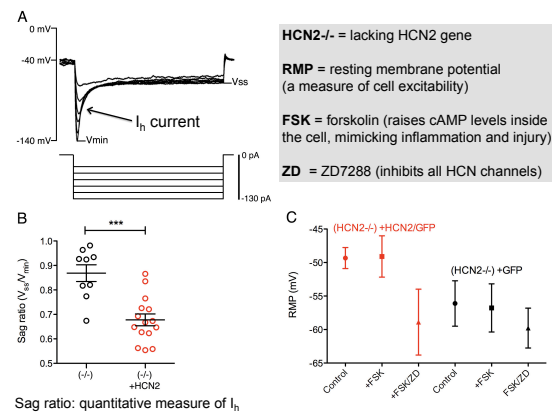 A
0 mV
-40 mV
Vss
Ih current
-140 mV
Vmin
0 pA
-130 pA
HCN2-/- = lacking HCN2 gene
RMP = resting membrane potential
(a measure of cell excitability)
FSK = forskolin (raises cAMP levels inside
the cell, mimicking inflammation and injury)
ZD = ZD7288 (inhibits all HCN channels)
B
***
1.0
0.9
0.8
0.7
0.6
0.5
Sag ratio (Vss/Vmin)
(-/-)
(-/-)
+HCN2
Sag ratio: quantitative measure of Ih
C
(HCN2-/-) +HCN2/GFP
(HCN2-/-) +GFP
-45
-50
-55
-60
-65
RMP
(mV)
Control
+FSK
+FSK/ZD
Control
+FSK
FSK/ZD